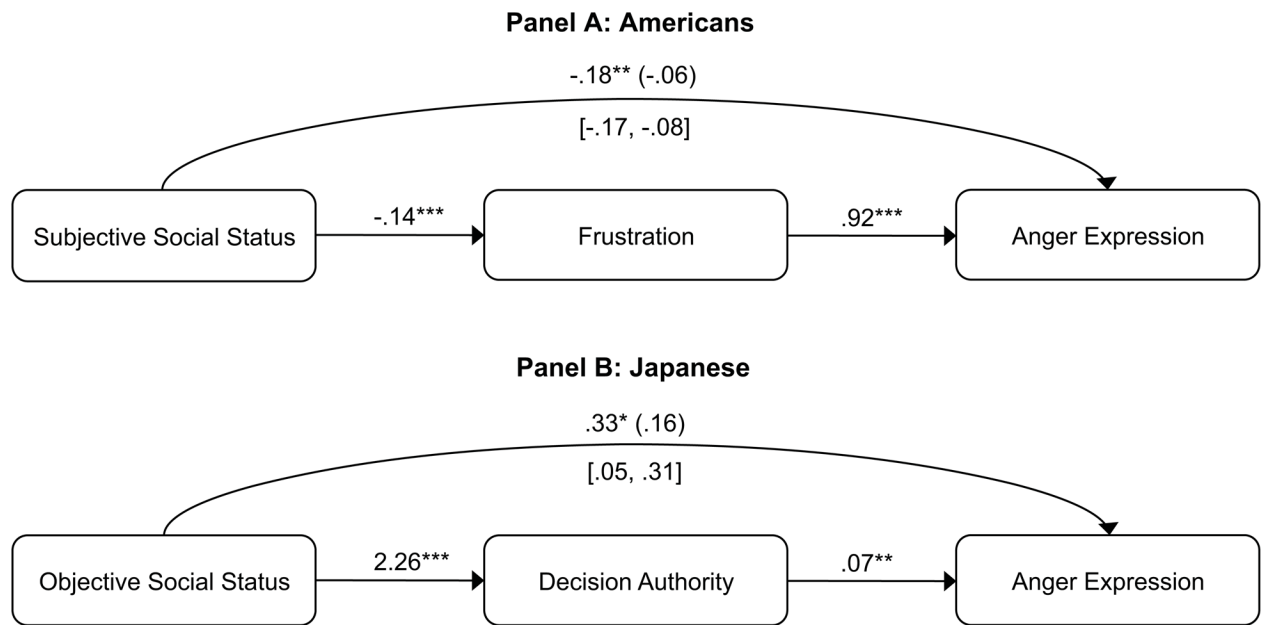 Panel A: Americans
-.18** (-.06)
[-.17, -.08]
-.14***
.92***
Subjective Social Status
Frustration
Anger Expression
Panel B: Japanese
.33* (.16)
[.05, .31]
2.26***
.07**
Objective Social Status
Decision Authority
Anger Expression